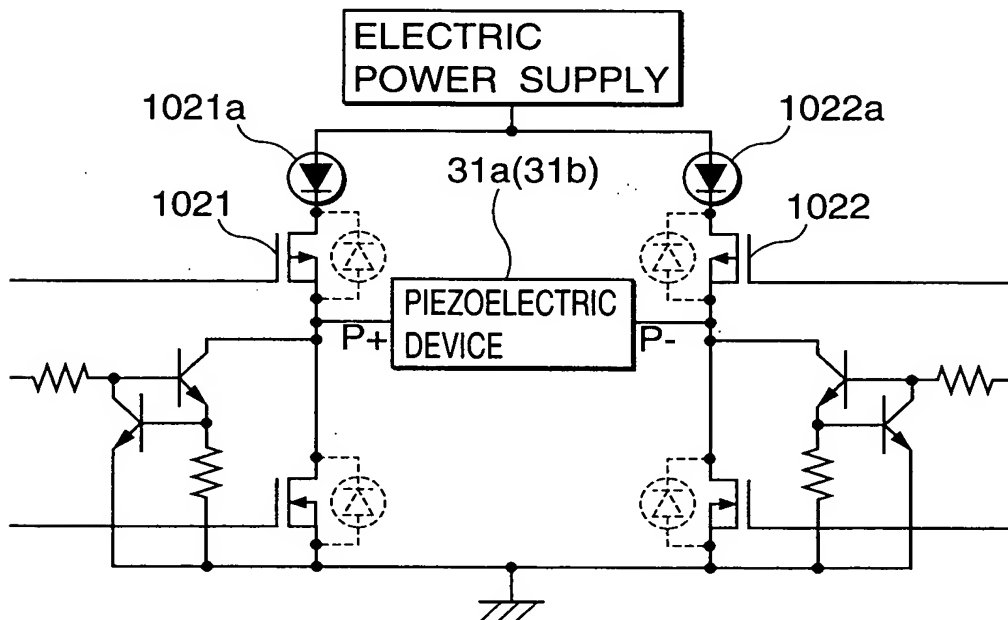 ELECTRIC
POWER SUPPLY
1021a
1022a
31a(31b)
1021
1022
PIEZOELECTRIC
DEVICE
P+
P-